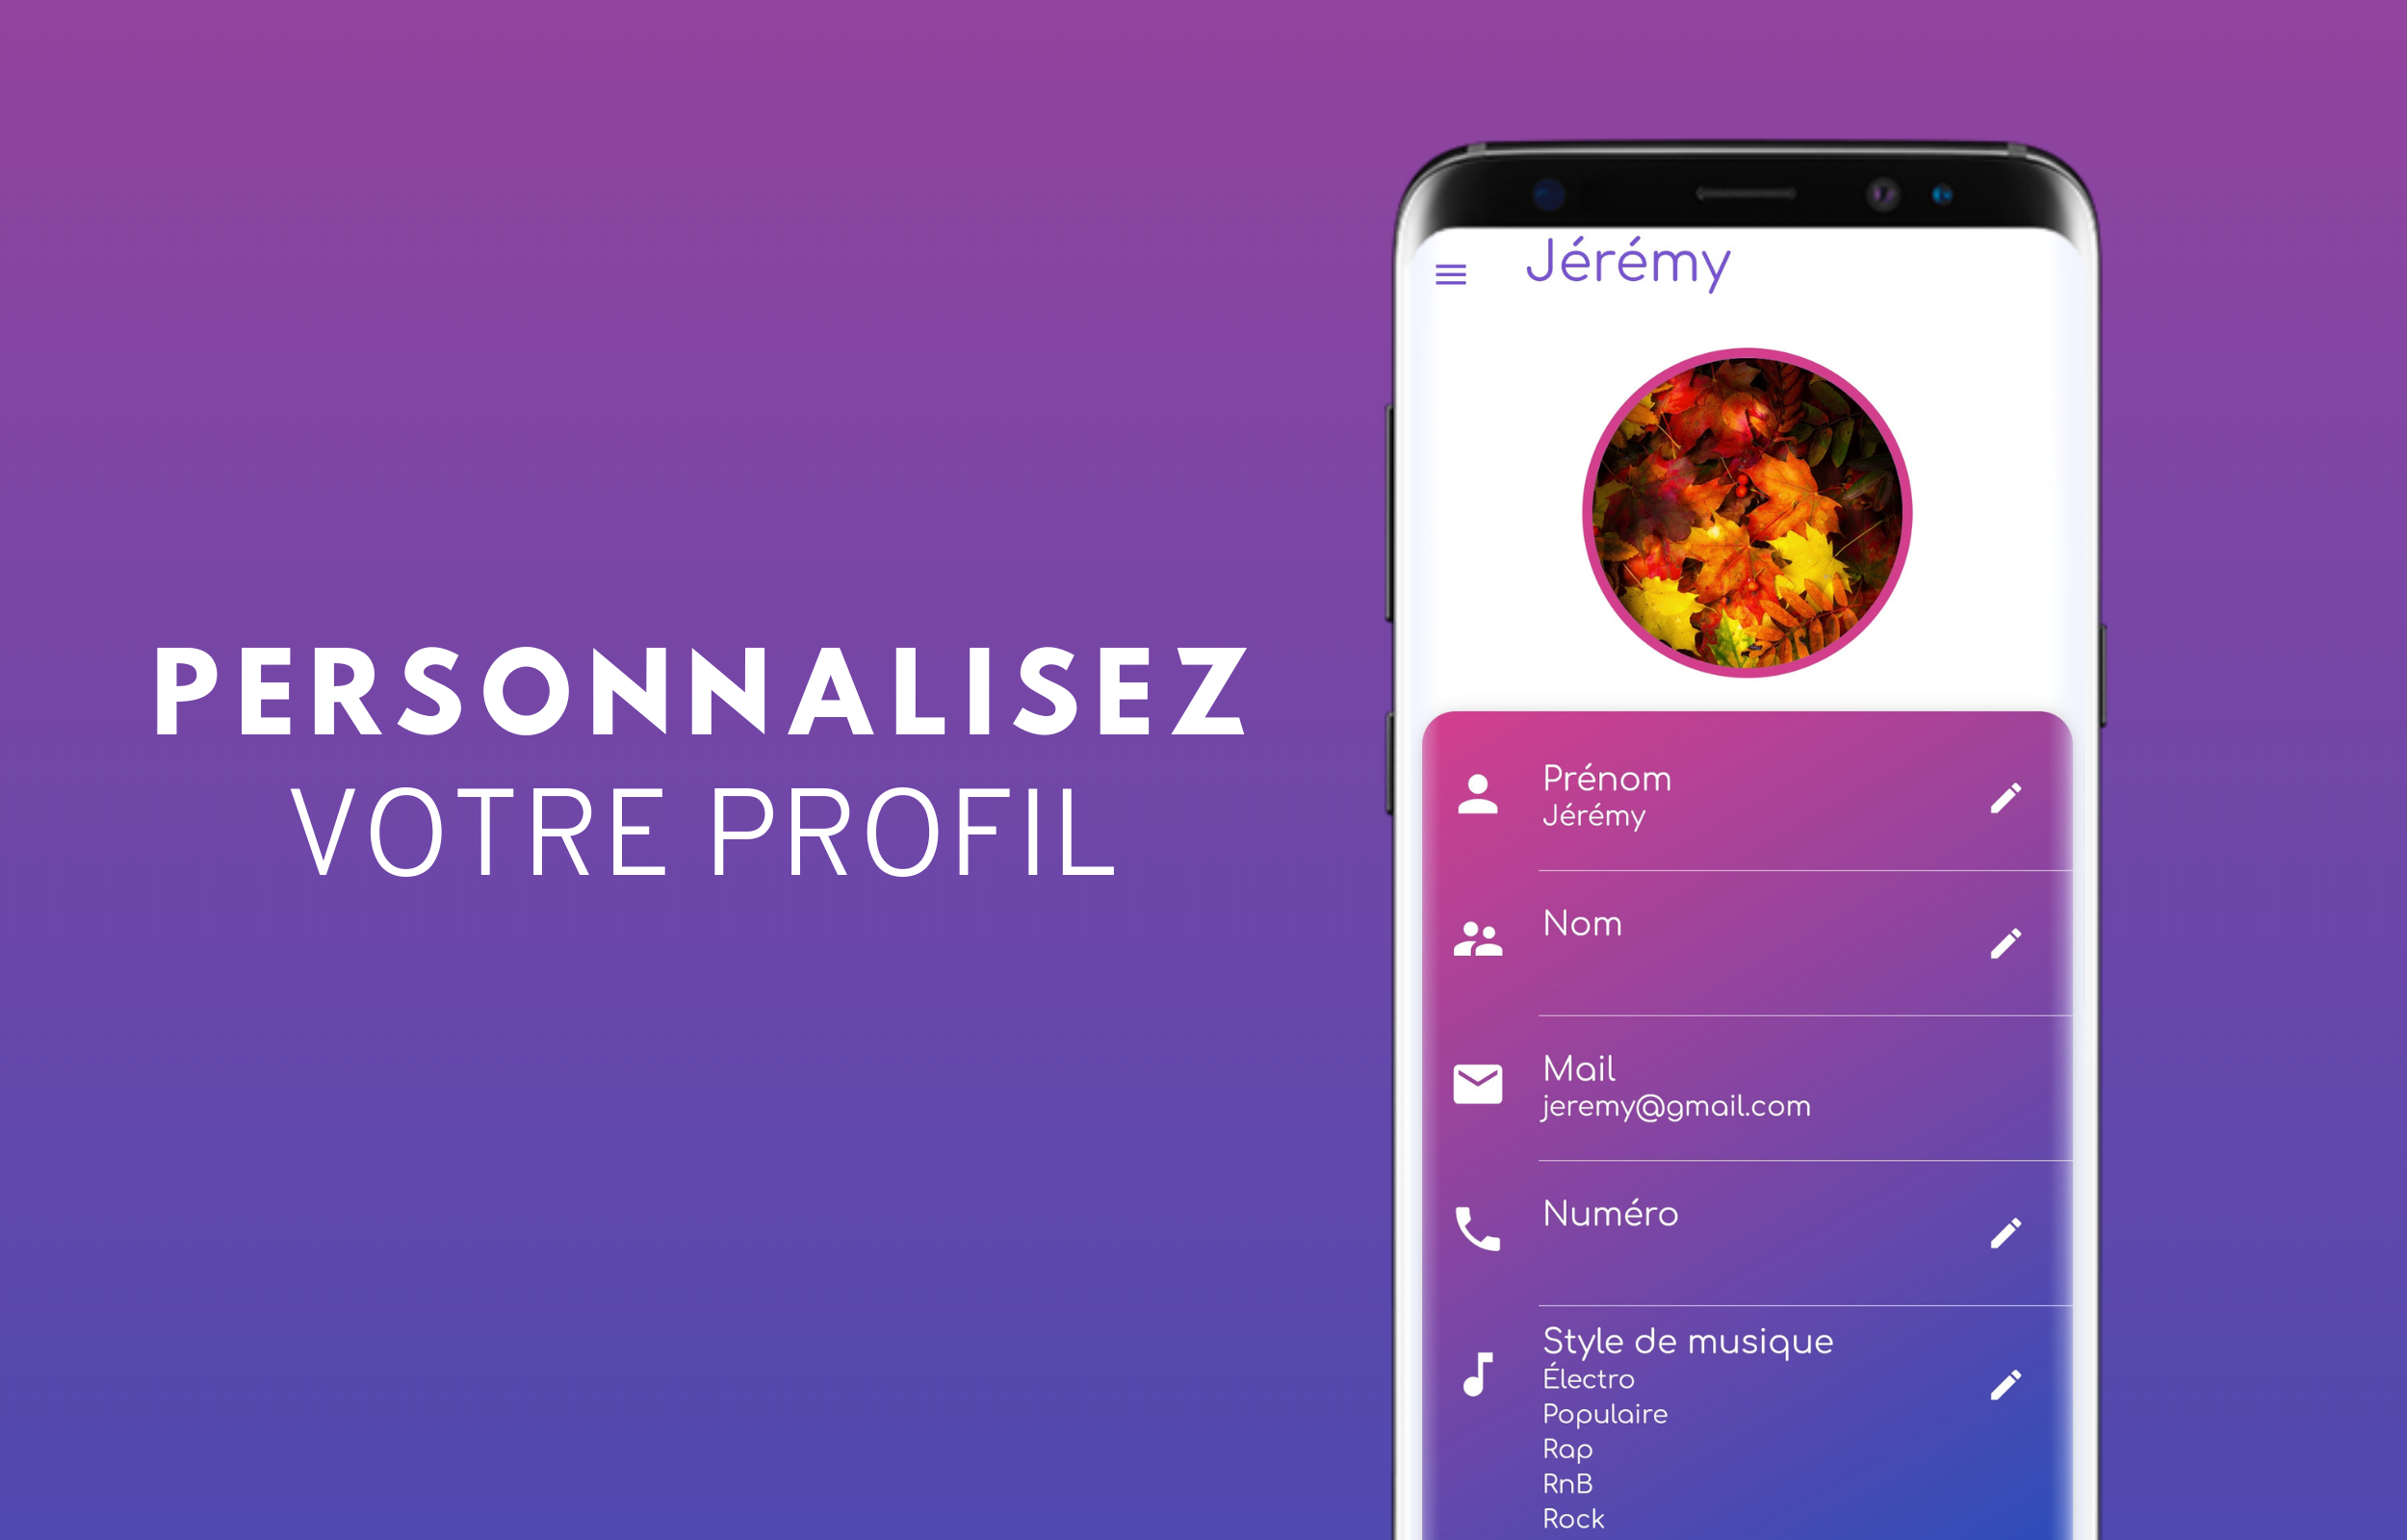 PERSONNALISEZ
VOTRE PROFIL
Jérémy
Prénom
Jérémy
Nom
Mail
jeremy@gmail.com
Numéro
Style de musique
Électro
Populaire
Rap
RnB
Rock